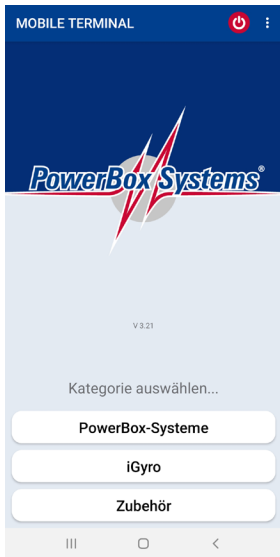 MOBILE TERMINAL
PowerBox Systems®
V 3.21
Kategorie auswählen...
PowerBox-Systeme
iGyro
Zubehör